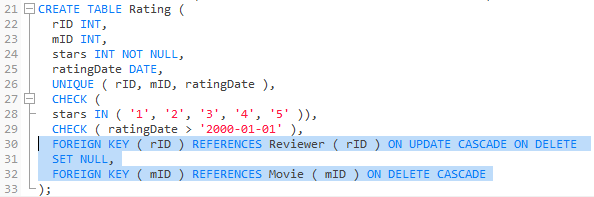 21 CREATE TABLE Rating (
22 rID INT,
23 mID INT,
24 stars INT NOT NULL,
25 ratingDate DATE,
26 UNIQUE ( rID, mID, ratingDate ),
27 CHECK (
28 stars IN ( '1', '2', '3', '4', '5' )),
29 CHECK ( ratingDate > '2000-01-01' ),
30 FOREIGN KEY ( rID ) REFERENCES Reviewer ( rID ) ON UPDATE CASCADE ON DELETE
31 SET NULL,
32 FOREIGN KEY ( mID ) REFERENCES Movie ( mID ) ON DELETE CASCADE
33 );